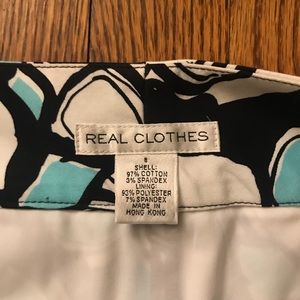 REAL CLOTHES
8
SHELL:
97% COTTON
3% SPANDEX
LINING:
93% POLYESTER
7% SPANDEX
MADE IN
HONG KONG